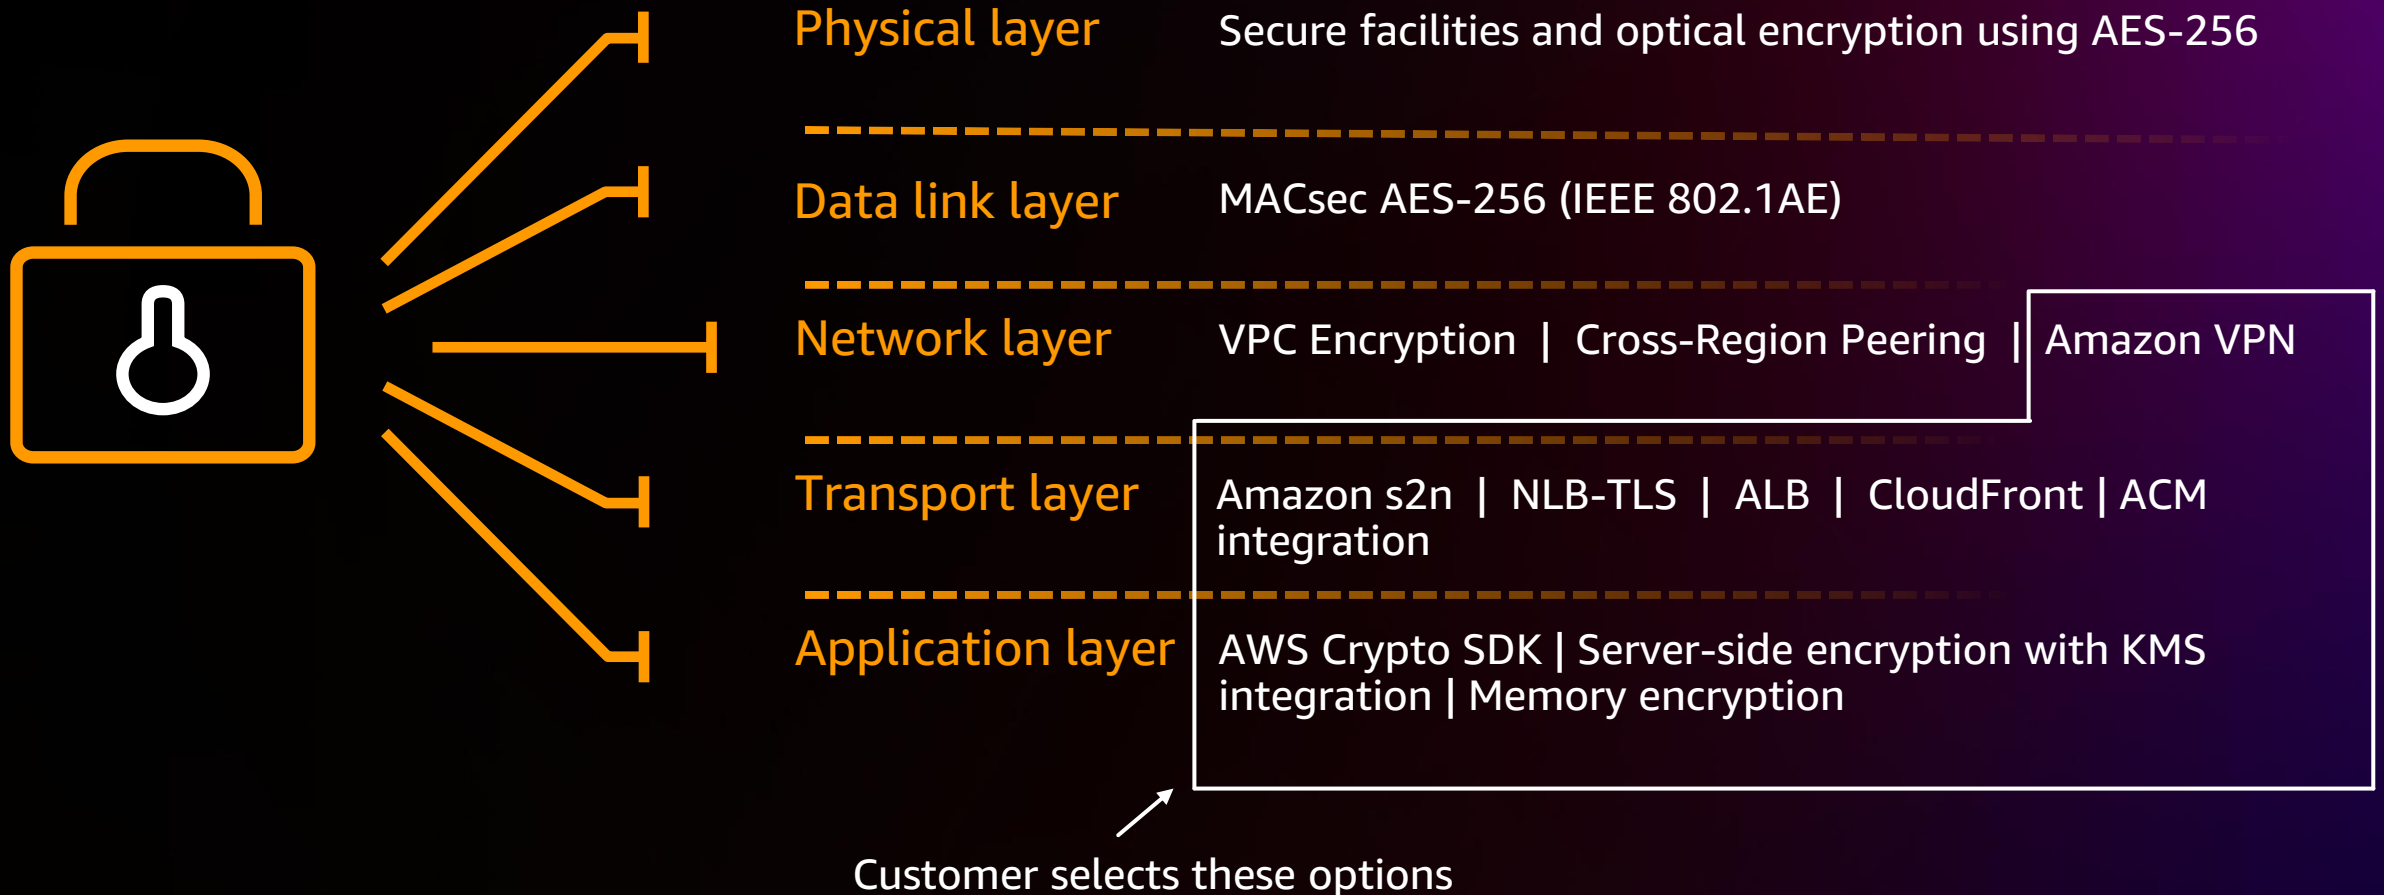 Physical layer
Secure facilities and optical encryption using AES-256
Data link layer
MACsec AES-256 (IEEE 802.1AE)
Network layer
VPC Encryption | Cross-Region Peering | Amazon VPN
Transport layer
Amazon s2n | NLB-TLS | ALB | CloudFront | ACM
integration
Application layer
AWS Crypto SDK | Server-side encryption with KMS
integration | Memory encryption
Customer selects these options